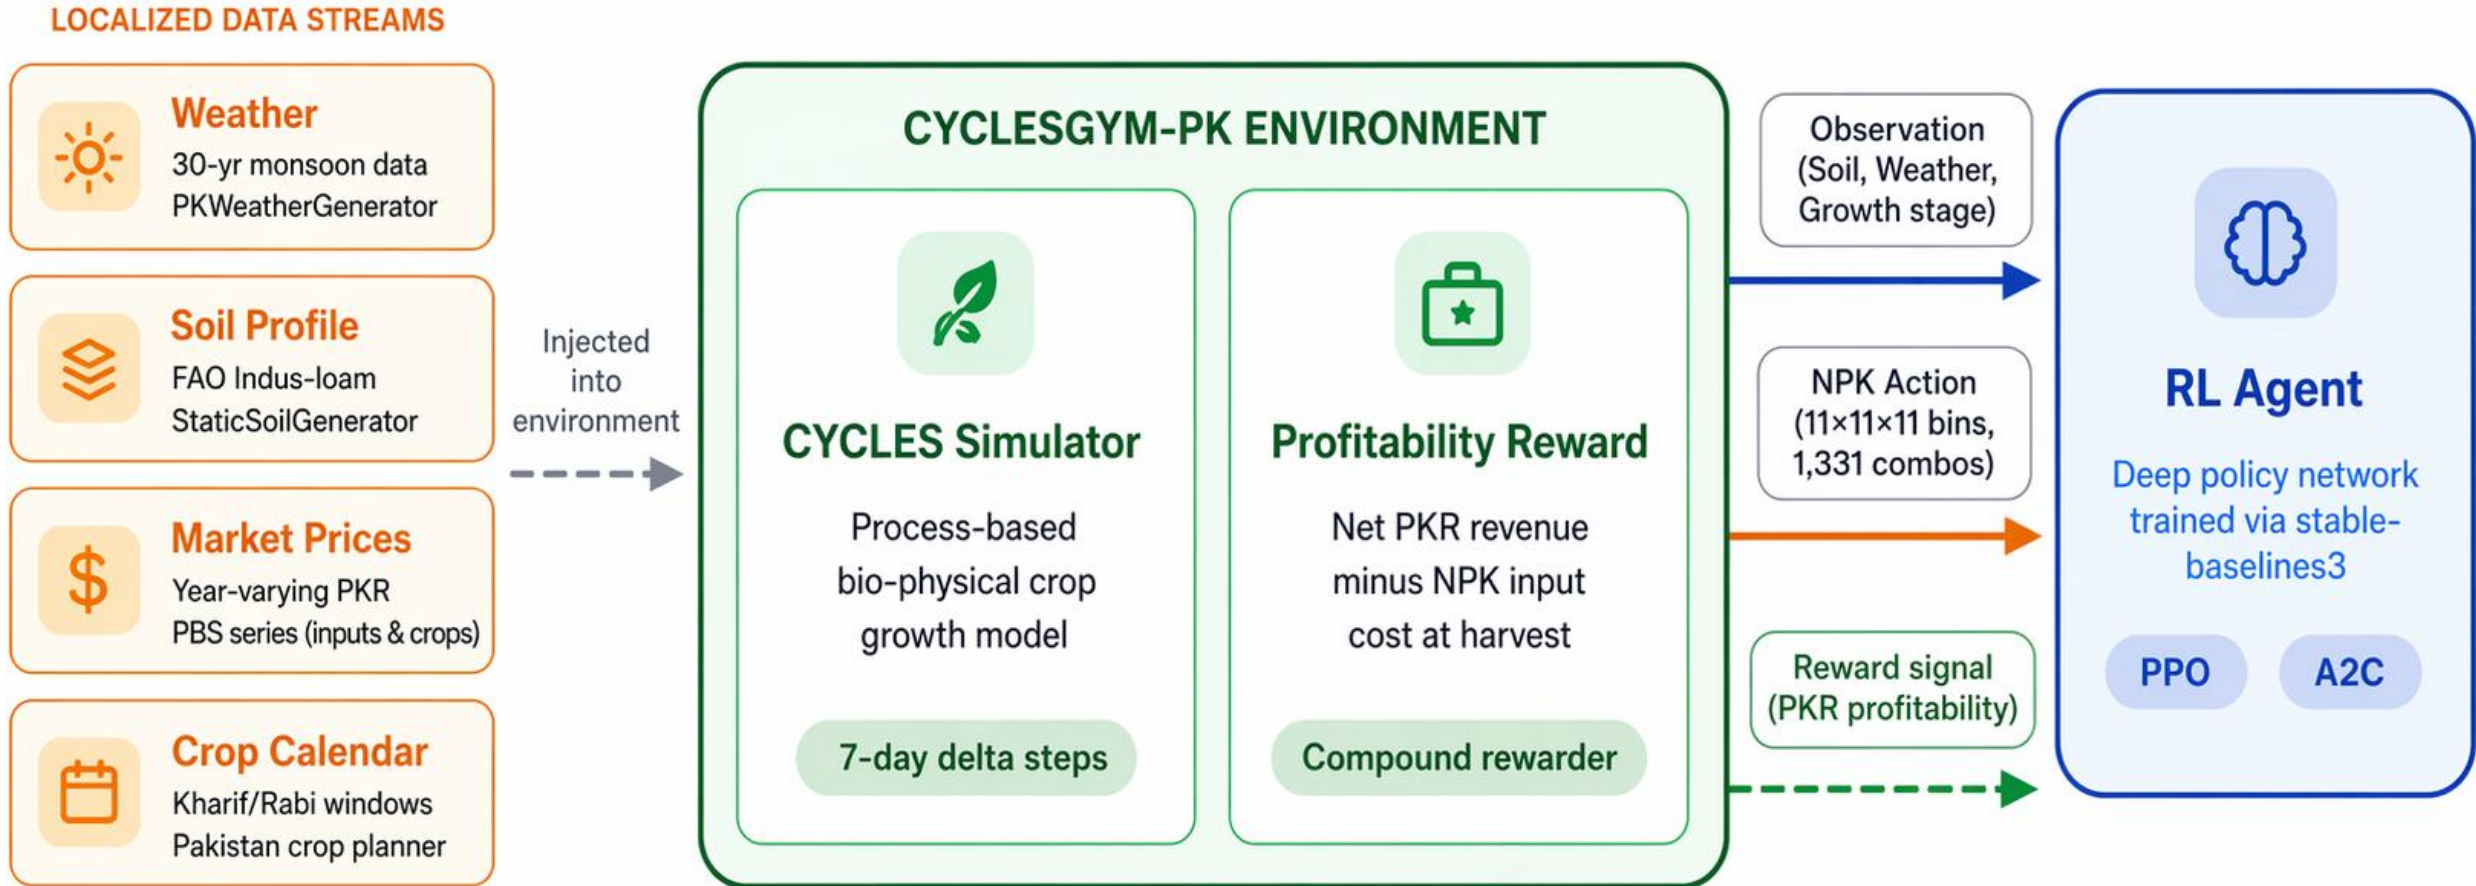 LOCALIZED DATA STREAMS
Weather
30-yr monsoon data
PKWeatherGenerator
Soil Profile
FAO Indus-loam
StaticSoilGenerator
Market Prices
Year-varying PKR
PBS series (inputs & crops)
Crop Calendar
Kharif/Rabi windows
Pakistan crop planner
Injected
into
environment
CYCLESGYM-PK ENVIRONMENT
CYCLES Simulator
Process-based
bio-physical crop
growth model
7-day delta steps
Profitability Reward
Net PKR revenue
minus NPK input
cost at harvest
Compound rewarder
Observation
(Soil, Weather,
Growth stage)
NPK Action
(11×11×11 bins,
1,331 combos)
Reward signal
(PKR profitability)
RL Agent
Deep policy network
trained via stable-
baselines3
PPO
A2C